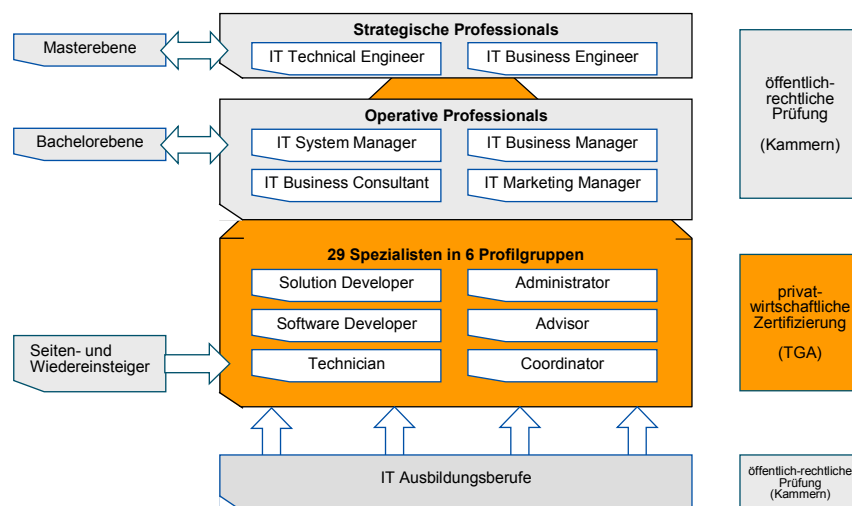 Strategische Professionals
Masterebene
IT Technical Engineer
IT Business Engineer
öffentlich-
rechtliche
Prüfung
(Kammern)
Operative Professionals
Bachelorebene
IT System Manager
IT Business Manager
IT Business Consultant
IT Marketing Manager
29 Spezialisten in 6 Profilgruppen
Solution Developer
Administrator
Software Developer
Advisor
Technician
Coordinator
Seiten- und
Wiedereinsteiger
privat-
wirtschaftliche
Zertifizierung
(TGA)
IT Ausbildungsberufe
öffentlich-rechtliche
Prüfung
(Kammern)